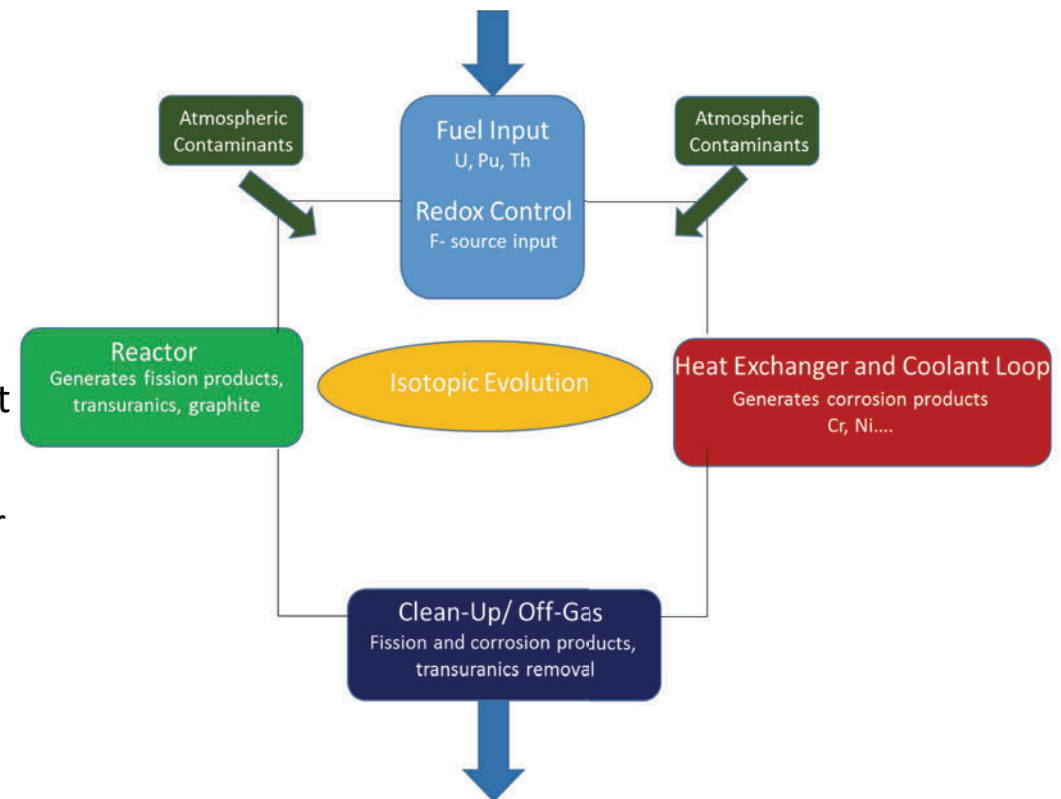 Atmospheric
Contaminants
Fuel Input
U, Pu, Th
Redox Control
F- source input
Atmospheric
Contaminants
Reactor
Generates fission products,
transuranics, graphite
Isotopic Evolution
Heat Exchanger and Coolant Loop
Generates corrosion products
Cr, Ni....
Clean-Up/ Off-Gas
Fission and corrosion products,
transuranics removal